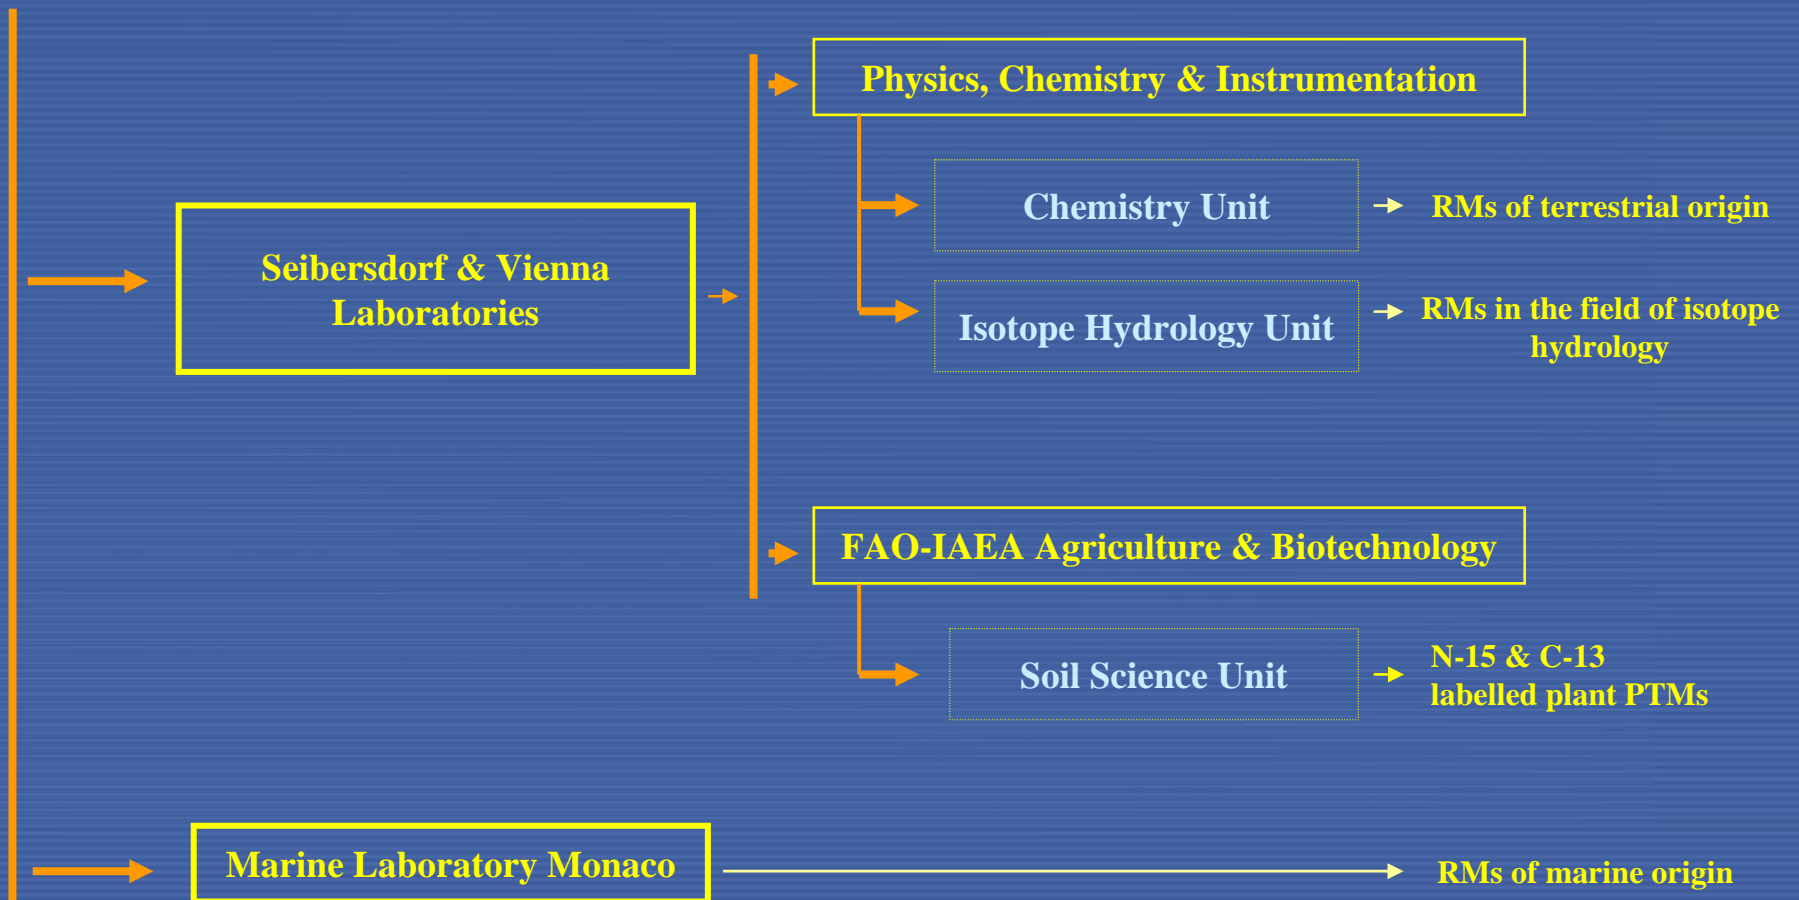 Physics, Chemistry & Instrumentation
Chemistry Unit
RMs of terrestrial origin
Seibersdorf & Vienna
Laboratories
Isotope Hydrology Unit
RMs in the field of isotope
hydrology
FAO-IAEA Agriculture & Biotechnology
Soil Science Unit
N-15 & C-13
labelled plant PTMs
Marine Laboratory Monaco
RMs of marine origin